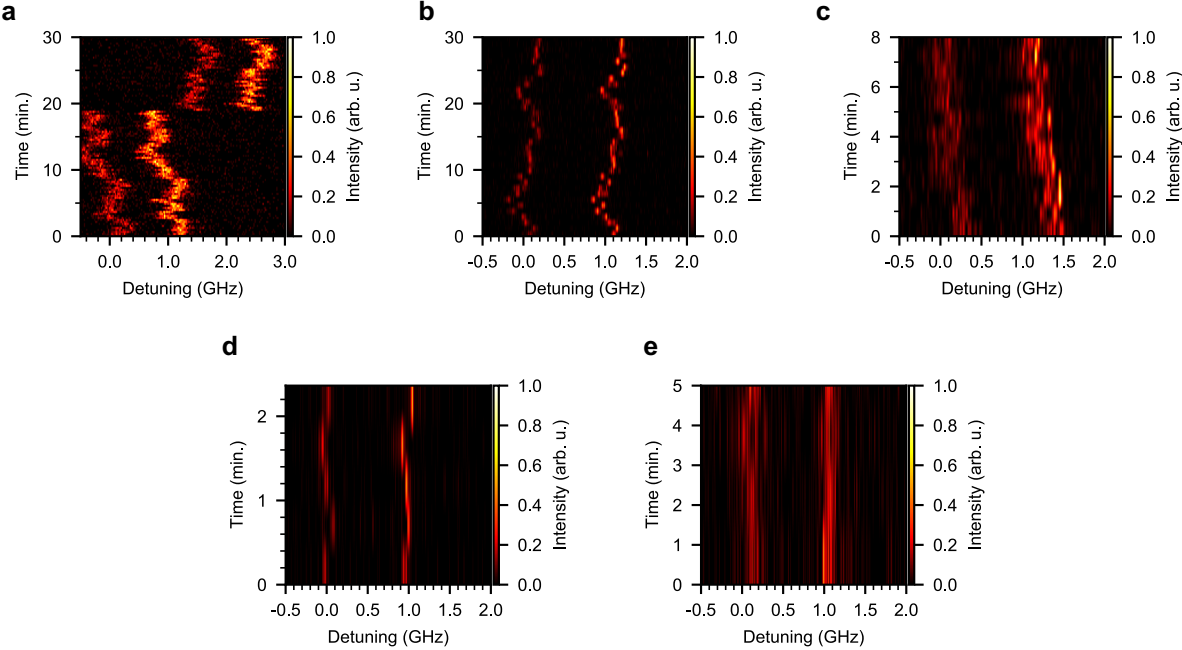 a
b
c
30
20
10
0
Time (min.)
0.0 1.0 2.0 3.0
Detuning (GHz)
1.0
0.8
0.6
0.4
0.2
0.0
Intensity (arb. u.)
30
20
10
0
Time (min.)
-0.5 0.0 0.5 1.0 1.5 2.0
Detuning (GHz)
1.0
0.8
0.6
0.4
0.2
0.0
Intensity (arb. u.)
8
6
4
2
0
Time (min.)
-0.5 0.0 0.5 1.0 1.5 2.0
Detuning (GHz)
1.0
0.8
0.6
0.4
0.2
0.0
Intensity (arb. u.)
d
e
2
1
0
Time (min.)
-0.5 0.0 0.5 1.0 1.5 2.0
Detuning (GHz)
1.0
0.8
0.6
0.4
0.2
0.0
Intensity (arb. u.)
5
4
3
2
1
0
Time (min.)
-0.5 0.0 0.5 1.0 1.5 2.0
Detuning (GHz)
1.0
0.8
0.6
0.4
0.2
0.0
Intensity (arb. u.)